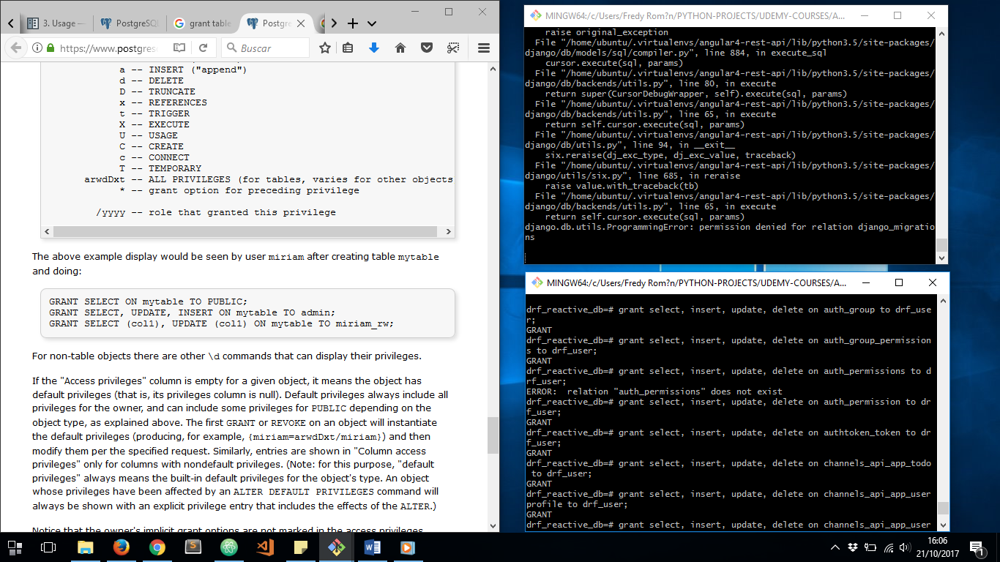 3. Usage —
PostgreSQ
grant table
Postgre
https://www.postgres
Buscar
a -- INSERT ("append")
d -- DELETE
D -- TRUNCATE
x -- REFERENCES
t -- TRIGGER
X -- EXECUTE
U -- USAGE
C -- CREATE
c -- CONNECT
T -- TEMPORARY
arwdDxt -- ALL PRIVILEGES (for tables, varies for other objects
* -- grant option for preceding privilege
/yyyy -- role that granted this privilege
The above example display would be seen by user miriam after creating table mytable
and doing:
GRANT SELECT ON mytable TO PUBLIC;
GRANT SELECT, UPDATE, INSERT ON mytable TO admin;
GRANT SELECT (col1), UPDATE (col1) ON mytable TO miriam_rw;
For non-table objects there are other \d commands that can display their privileges.
If the "Access privileges" column is empty for a given object, it means the object has
default privileges (that is, its privileges column is null). Default privileges always include all
privileges for the owner, and can include some privileges for PUBLIC depending on the
object type, as explained above. The first GRANT or REVOKE on an object will instantiate
the default privileges (producing, for example, {miriam=arwdDxt/miriam}) and then
modify them per the specified request. Similarly, entries are shown in "Column access
privileges" only for columns with nondefault privileges. (Note: for this purpose, "default
privileges" always means the built-in default privileges for the object's type. An object
whose privileges have been affected by an ALTER DEFAULT PRIVILEGES command will
always be shown with an explicit privilege entry that includes the effects of the ALTER.)
Notice that the owner's implicit grant options are not marked in the access privileges
MINGW64:/c/Users/Fredy Rom?n/PYTHON-PROJECTS/UDEMY-COURSES/A...
raise original_exception
File "/home/ubuntu/.virtualenvs/angular4-rest-api/lib/python3.5/site-packages/
django/db/models/sql/compiler.py", line 884, in execute_sql
cursor.execute(sql, params)
File "/home/ubuntu/.virtualenvs/angular4-rest-api/lib/python3.5/site-packages/
django/db/backends/utils.py", line 80, in execute
return super(CursorDebugWrapper, self).execute(sql, params)
File "/home/ubuntu/.virtualenvs/angular4-rest-api/lib/python3.5/site-packages/
django/db/backends/utils.py", line 65, in execute
return self.cursor.execute(sql, params)
File "/home/ubuntu/.virtualenvs/angular4-rest-api/lib/python3.5/site-packages/
django/db/utils.py", line 94, in __exit__
six.reraise(dj_exc_type, dj_exc_value, traceback)
File "/home/ubuntu/.virtualenvs/angular4-rest-api/lib/python3.5/site-packages/
django/utils/six.py", line 685, in reraise
raise value.with_traceback(tb)
File "/home/ubuntu/.virtualenvs/angular4-rest-api/lib/python3.5/site-packages/
django/db/backends/utils.py", line 65, in execute
return self.cursor.execute(sql, params)
django.db.utils.ProgrammingError: permission denied for relation django_migratio
ns
MINGW64:/c/Users/Fredy Rom?n/PYTHON-PROJECTS/UDEMY-COURSES/A...
drf_reactive_db=# grant select, insert, update, delete on auth_group to drf_use
r;
GRANT
drf_reactive_db=# grant select, insert, update, delete on auth_group_permission
s to drf_user;
GRANT
drf_reactive_db=# grant select, insert, update, delete on auth_permissions to d
rf_user;
ERROR: relation "auth_permissions" does not exist
drf_reactive_db=# grant select, insert, update, delete on auth_permission to dr
f_user;
GRANT
drf_reactive_db=# grant select, insert, update, delete on authtoken_token to dr
f_user;
GRANT
drf_reactive_db=# grant select, insert, update, delete on channels_api_app_todo
to drf_user;
GRANT
drf_reactive_db=# grant select, insert, update, delete on channels_api_app_user
profile to drf_user;
GRANT
drf_reactive_db=# grant select, insert, update, delete on channels_api_app_user
16:06
21/10/2017
1